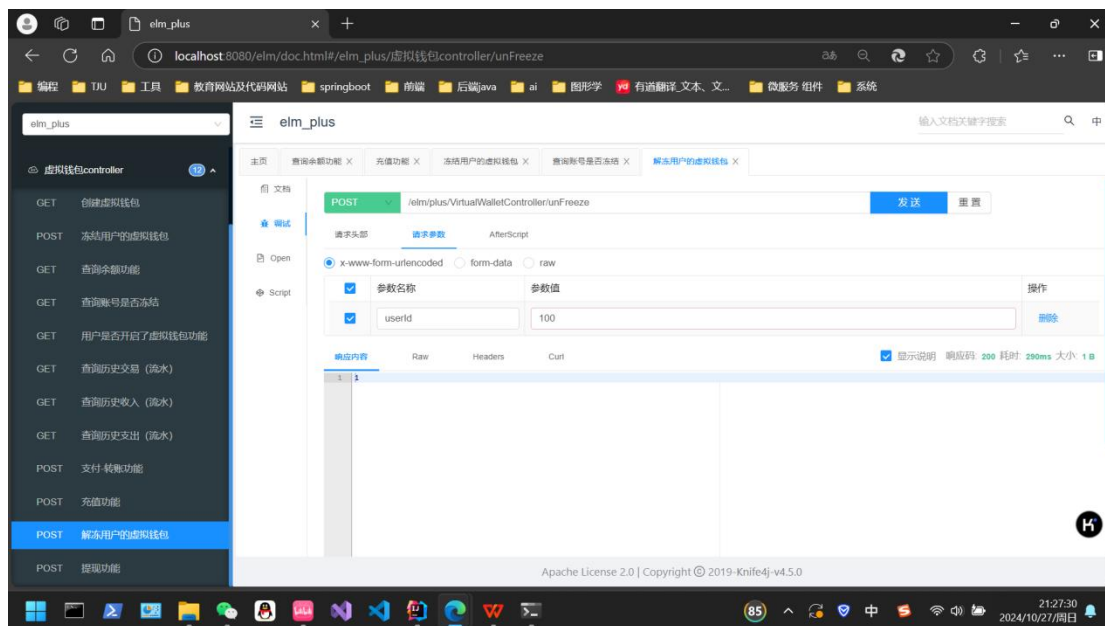 elm_plus
localhost:8080/elm/doc.html#/elm_plus/虚拟钱包controller/unFreeze
编程 TJU 工具 教育网站及代码网站 springboot 前端 后端java ai 图形学 yd 有道翻译_文本、文... 微服务 组件 系统
elm_plus
elm_plus
输入文档关键字搜索
中
虚拟钱包controller 12
主页 查询余额功能 × 充值功能 × 冻结用户的虚拟钱包 × 查询账号是否冻结 × 解冻用户的虚拟钱包 ×
GET 创建虚拟钱包
POST 冻结用户的虚拟钱包
GET 查询余额功能
GET 查询账号是否冻结
GET 用户是否开启了虚拟钱包功能
GET 查询历史交易（流水）
GET 查询历史收入（流水）
GET 查询历史支出（流水）
POST 支付-转账功能
POST 充值功能
POST 解冻用户的虚拟钱包
POST 提现功能
文档
调试
Open
Script
POST /elm/plus/VirtualWalletController/unFreeze 发送 重置
请求头部 请求参数 AfterScript
x-www-form-urlencoded form-data raw
参数名称 参数值 操作
userId 100 删除
响应内容 Raw Headers Curl 显示说明 响应码: 200 耗时: 290ms 大小: 1 B
1 1
Apache License 2.0 | Copyright © 2019-Knife4j-v4.5.0
85 中 21:27:30
2024/10/27/周日